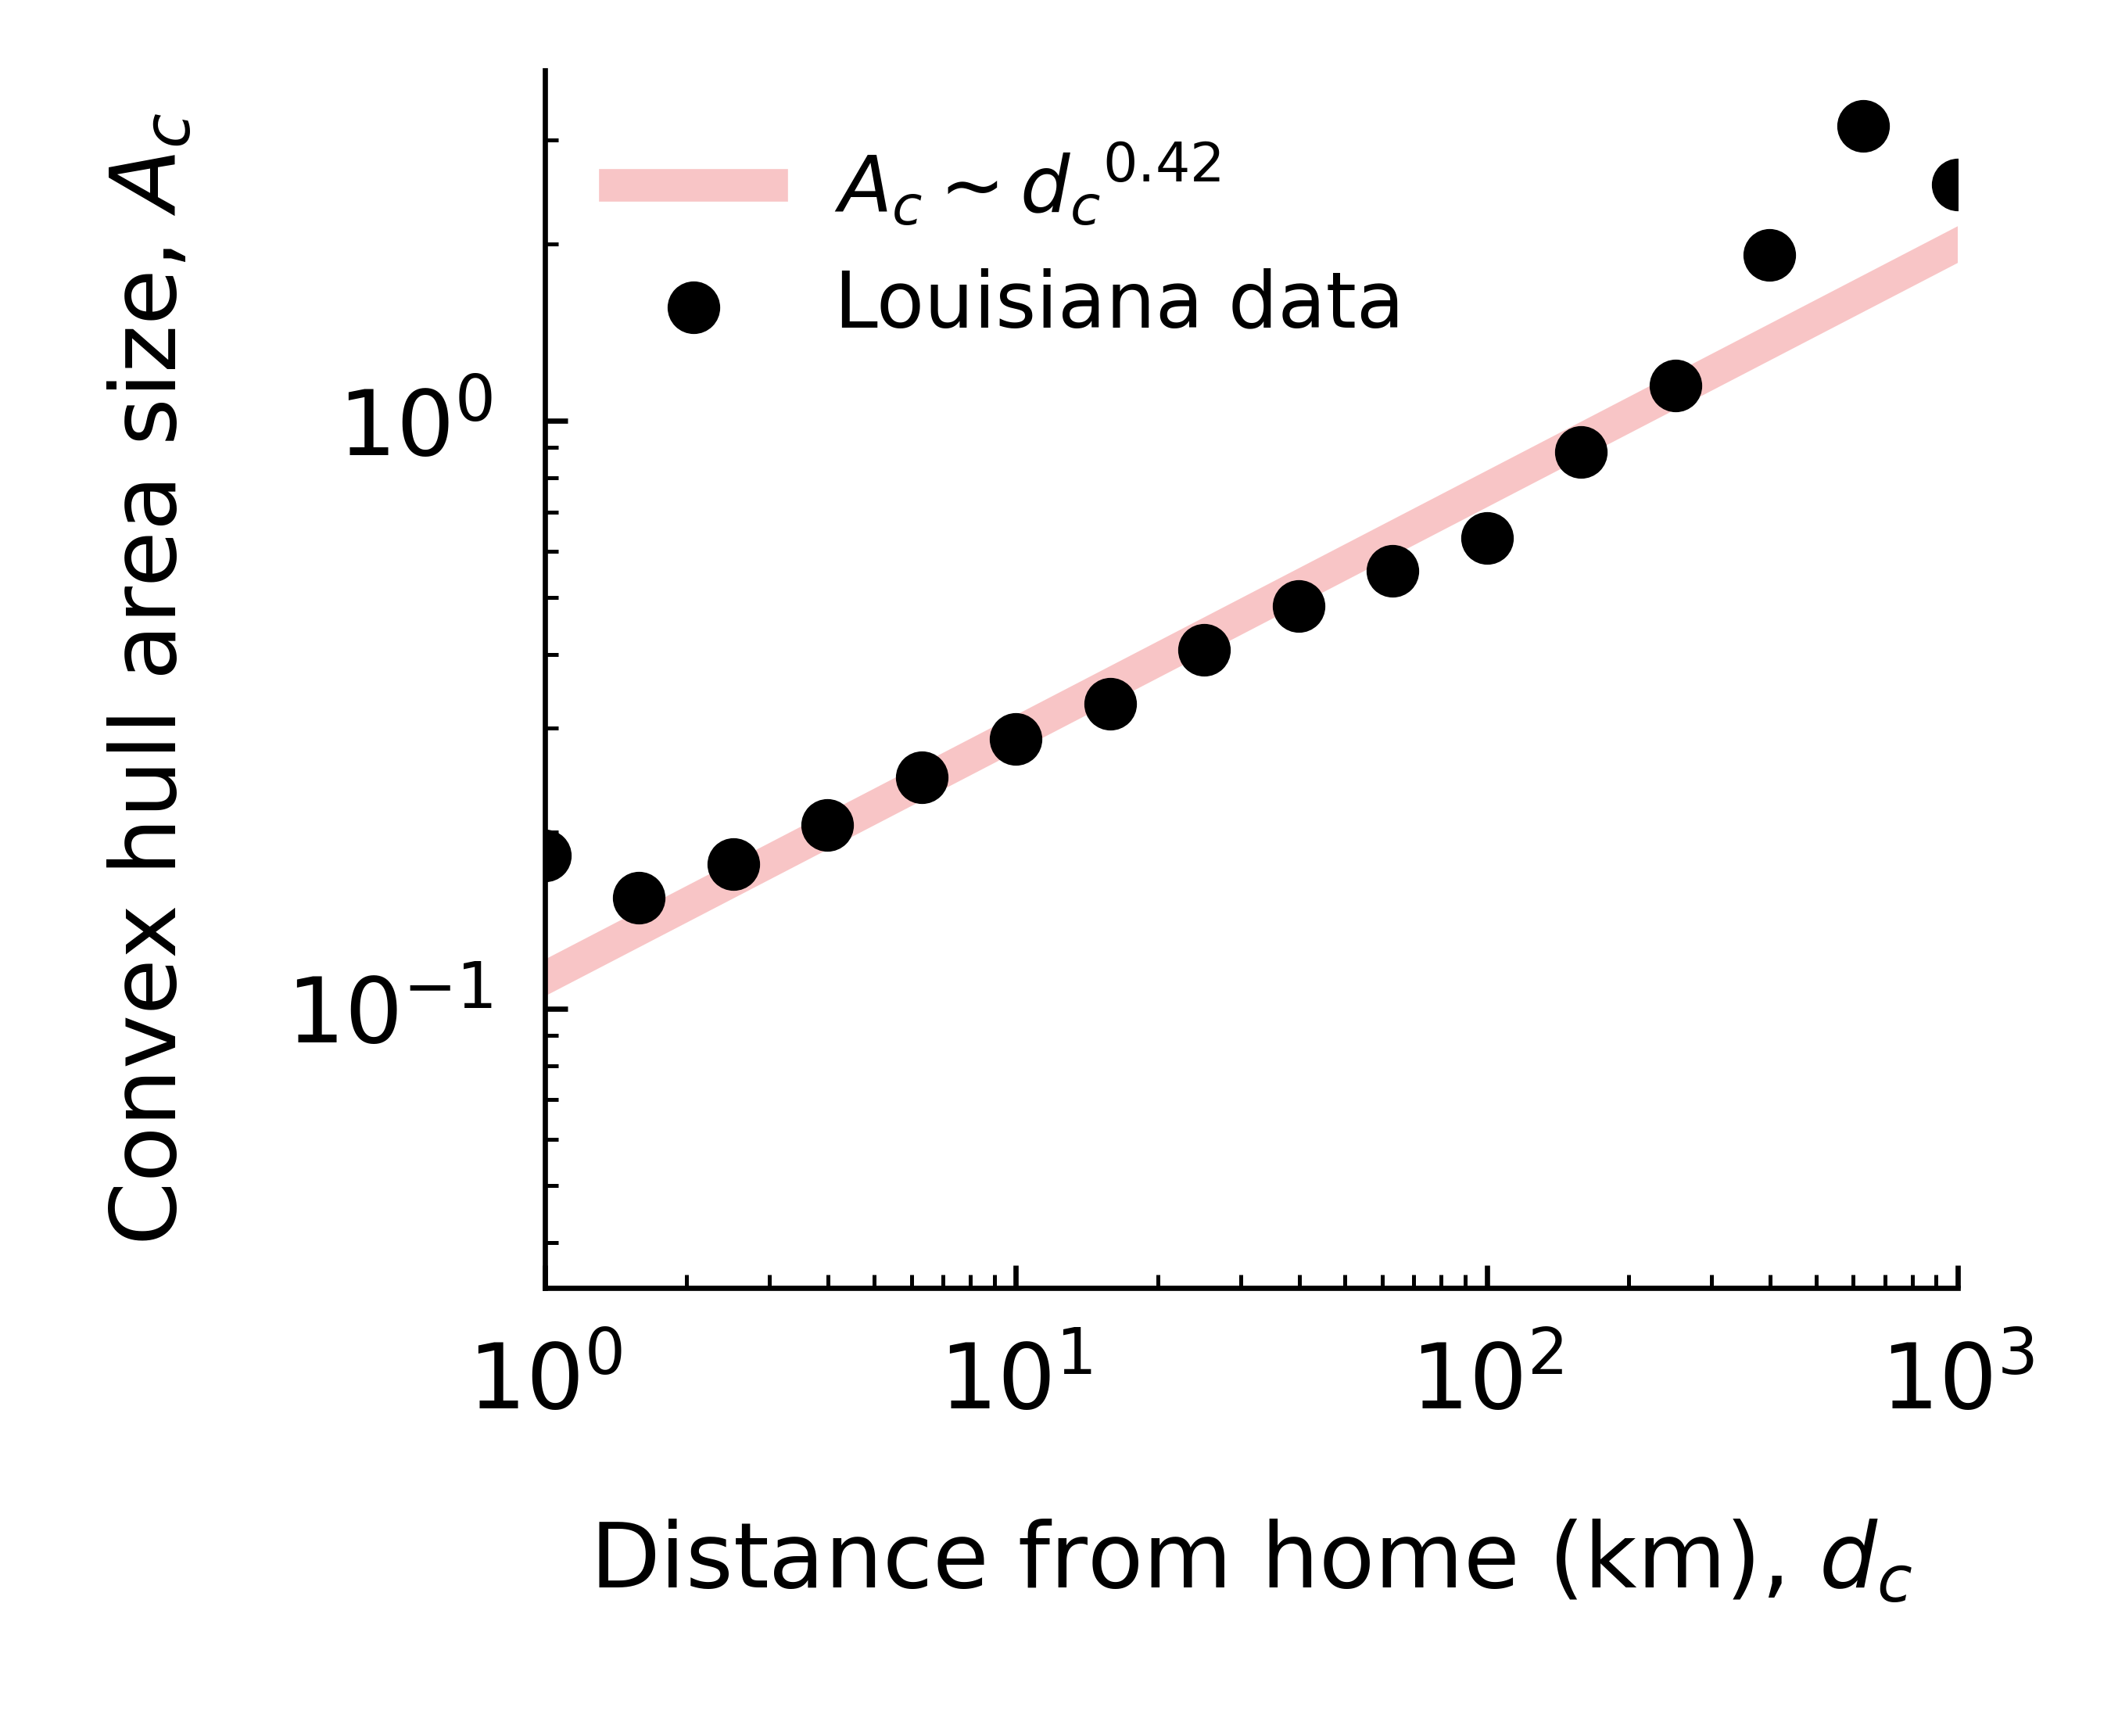 Convex hull area size, A_c
A_c ~ d_c^0.42
Louisiana data
10^0
10^−1
10^0 10^1 10^2 10^3
Distance from home (km), d_c